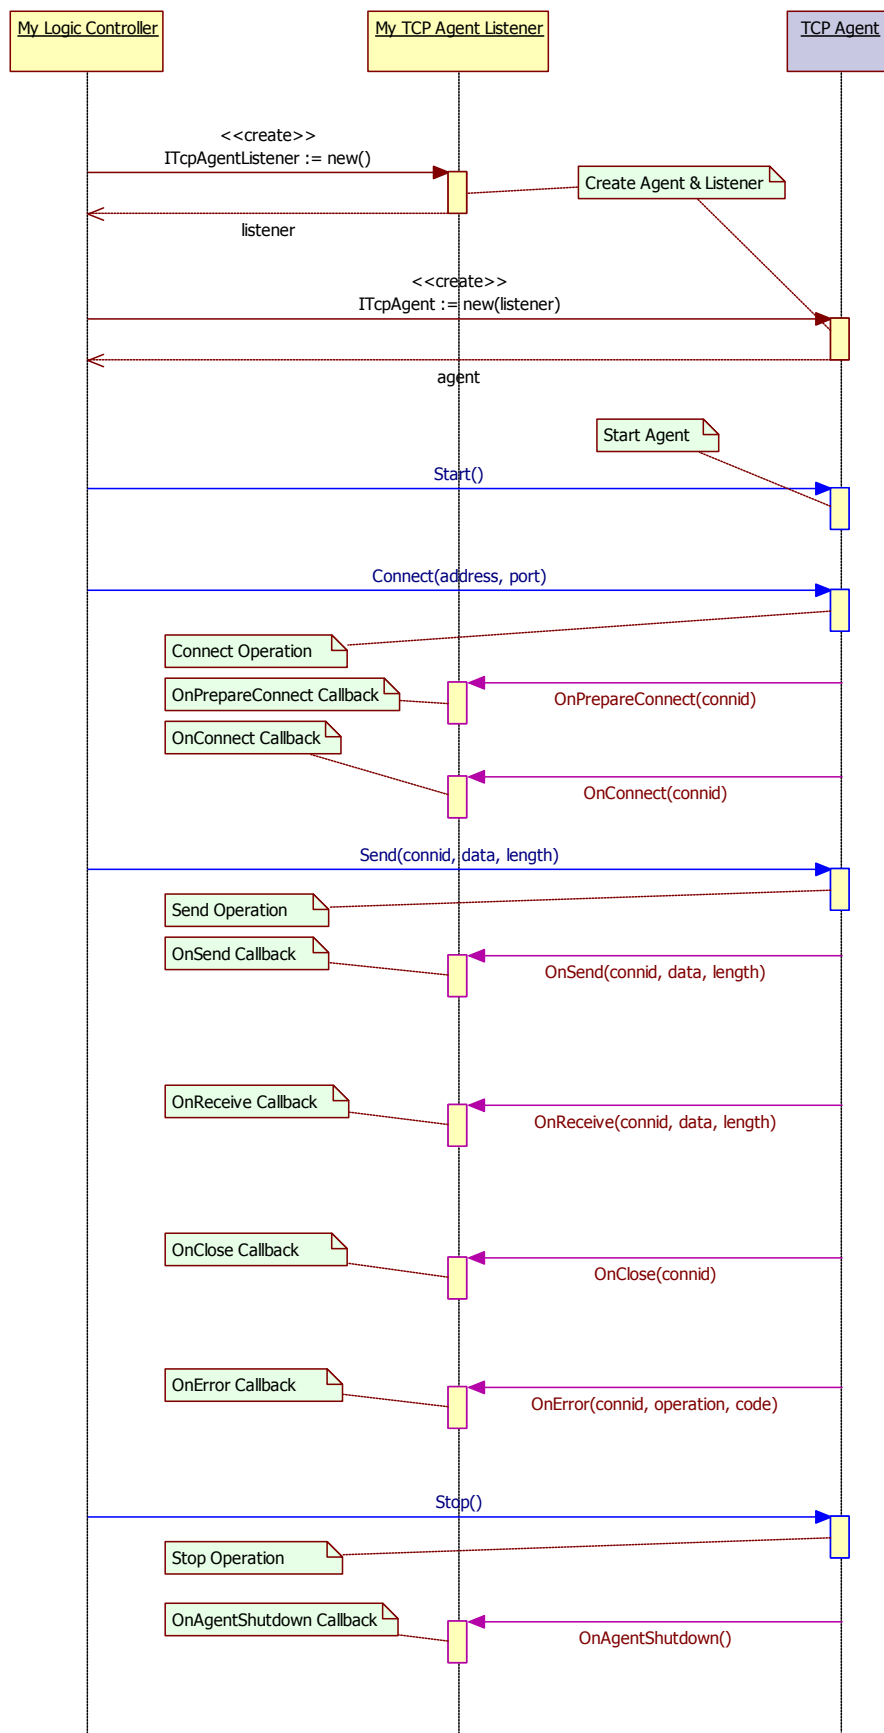 My Logic Controller
My TCP Agent Listener
TCP Agent
<<create>>
ITcpAgentListener := new()
Create Agent & Listener
listener
<<create>>
ITcpAgent := new(listener)
agent
Start Agent
Start()
Connect(address, port)
Connect Operation
OnPrepareConnect Callback
OnPrepareConnect(connid)
OnConnect Callback
OnConnect(connid)
Send(connid, data, length)
Send Operation
OnSend Callback
OnSend(connid, data, length)
OnReceive Callback
OnReceive(connid, data, length)
OnClose Callback
OnClose(connid)
OnError Callback
OnError(connid, operation, code)
Stop()
Stop Operation
OnAgentShutdown Callback
OnAgentShutdown()